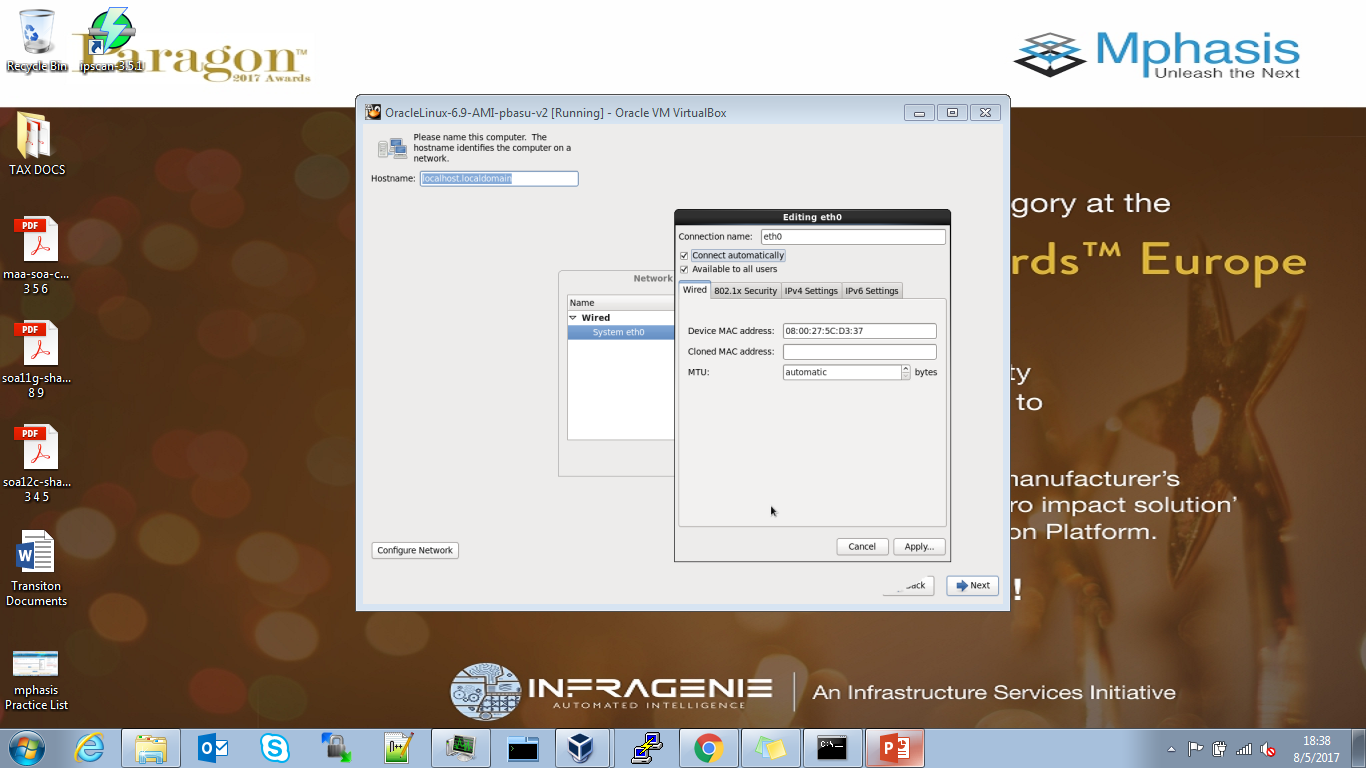 Recycle Bin
ipscan-3.5.1
Paragon™
2017 Awards
Mphasis
Unleash the Next
TAX DOCS
maa-soa-c...
3 5 6
soa11g-sha...
8 9
soa12c-sha...
3 4 5
Transiton
Documents
mphasis
Practice List
OracleLinux-6.9-AMI-pbasu-v2 [Running] - Oracle VM VirtualBox
Please name this computer. The
hostname identifies the computer on a
network.
Hostname: localhost.localdomain
Network
Name
Wired
System eth0
Editing eth0
Connection name: eth0
Connect automatically
Available to all users
Wired 802.1x Security IPv4 Settings IPv6 Settings
Device MAC address: 08:00:27:5C:D3:37
Cloned MAC address:
MTU: automatic bytes
Cancel Apply...
Configure Network
Next
gory at the
rds™ Europe
to
anufacturer's
ro impact solution'
on Platform.
!
INFRAGENIE
AUTOMATED INTELLIGENCE
An Infrastructure Services Initiative
18:38
8/5/2017